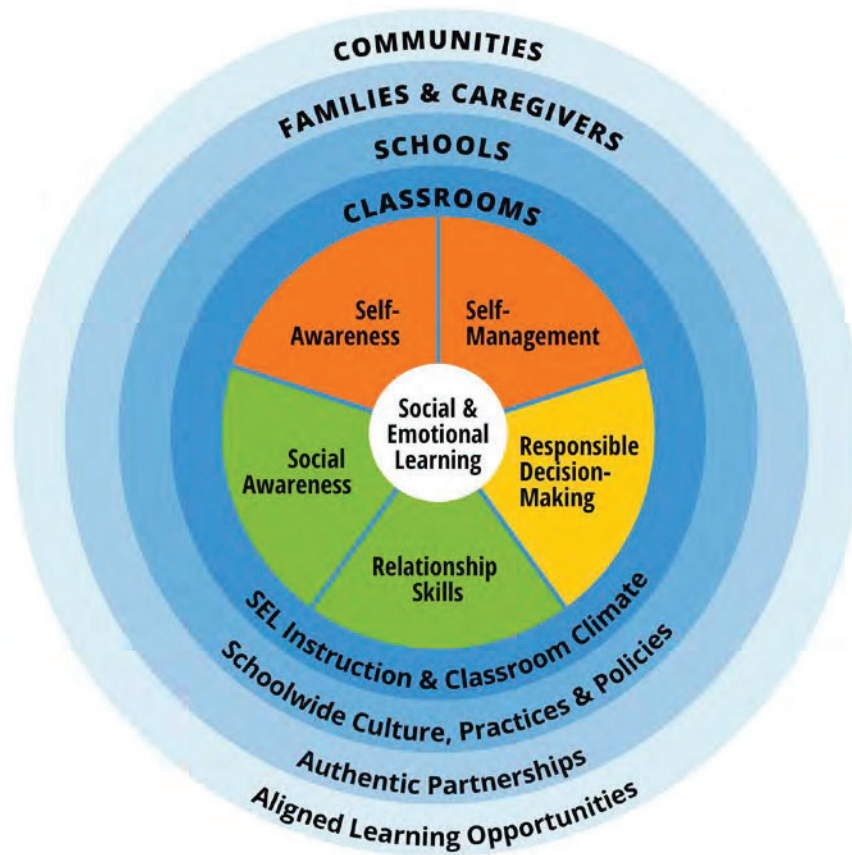 COMMUNITIES
FAMILIES & CAREGIVERS
SCHOOLS
CLASSROOMS
Self-
Awareness
Self-
Management
Social &
Emotional
Learning
Social
Awareness
Responsible
Decision-
Making
Relationship
Skills
SEL Instruction & Classroom Climate
Schoolwide Culture, Practices & Policies
Authentic Partnerships
Aligned Learning Opportunities